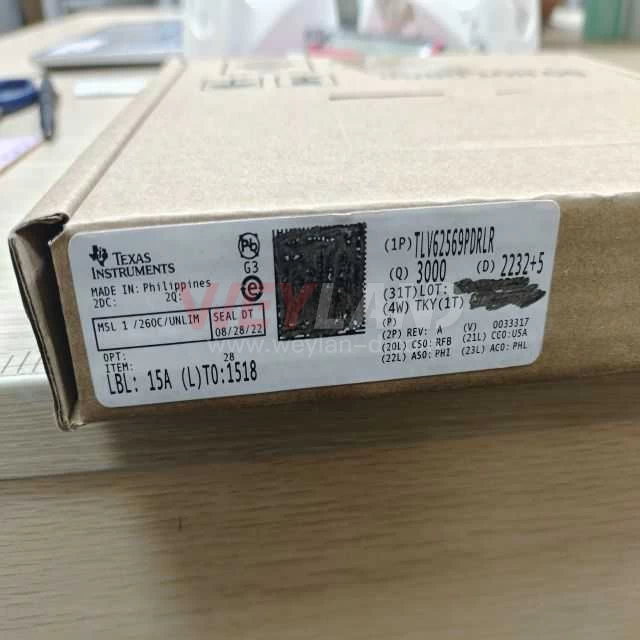 TEXAS
INSTRUMENTS
MADE IN: Philippines
2DC: 2Q:
MSL 1 /260C/UNLIM SEAL DT
08/28/22
OPT:
ITEM: 28
LBL: 15A (L)TO:1518
Pb
G3
e3
(1P)TLV62569PDRLR
(Q) 3000 (D) 2232+5
(31T)LOT:
(4W) TKY(1T)
(P)
(2P) REV: A (V) 0033317
(20L) CSO: RFB (21L) CCO:USA
(22L) ASO: PHI (23L) ACO: PHL
WEYLAND